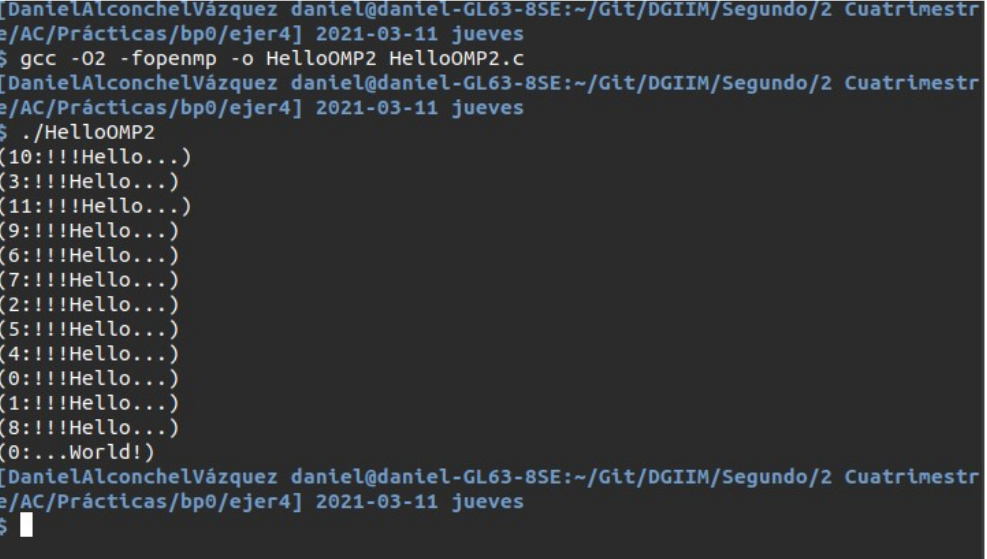 [DanielAlconchelVázquez daniel@daniel-GL63-8SE:~/Git/DGIIM/Segundo/2 Cuatrimestr
e/AC/Prácticas/bp0/ejer4] 2021-03-11 jueves
$ gcc -O2 -fopenmp -o HelloOMP2 HelloOMP2.c
[DanielAlconchelVázquez daniel@daniel-GL63-8SE:~/Git/DGIIM/Segundo/2 Cuatrimestr
e/AC/Prácticas/bp0/ejer4] 2021-03-11 jueves
$ ./HelloOMP2
(10:!!!Hello...)
(3:!!!Hello...)
(11:!!!Hello...)
(9:!!!Hello...)
(6:!!!Hello...)
(7:!!!Hello...)
(2:!!!Hello...)
(5:!!!Hello...)
(4:!!!Hello...)
(0:!!!Hello...)
(1:!!!Hello...)
(8:!!!Hello...)
(0:...World!)
[DanielAlconchelVázquez daniel@daniel-GL63-8SE:~/Git/DGIIM/Segundo/2 Cuatrimestr
e/AC/Prácticas/bp0/ejer4] 2021-03-11 jueves
$